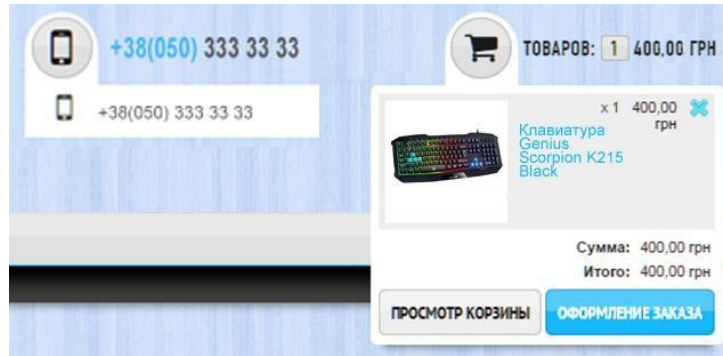 +38(050) 333 33 33
ТОВАРОВ: 1 400,00 ГРН
+38(050) 333 33 33
x 1 400,00 грн
Клавиатура
Genius
Scorpion K215
Black
Сумма: 400,00 грн
Итого: 400,00 грн
ПРОСМОТР КОРЗИНЫ
ОФОРМЛЕНИЕ ЗАКАЗА